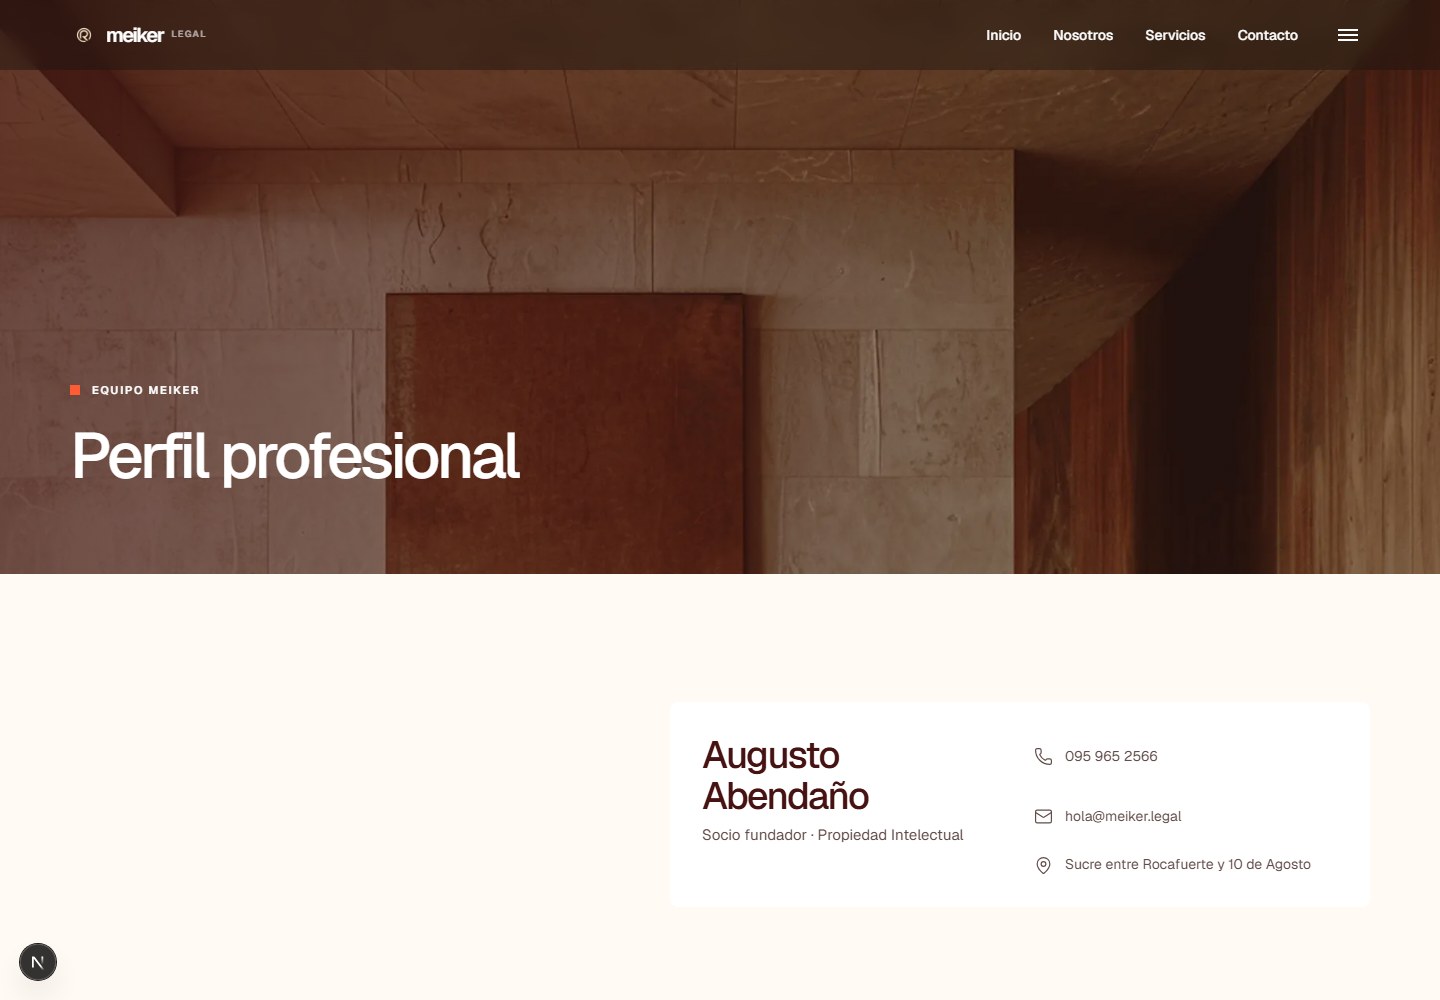 meiker LEGAL
Inicio Nosotros Servicios Contacto
EQUIPO MEIKER
Perfil profesional
Augusto
Abendaño
Socio fundador · Propiedad Intelectual
095 965 2566
hola@meiker.legal
Sucre entre Rocafuerte y 10 de Agosto
N